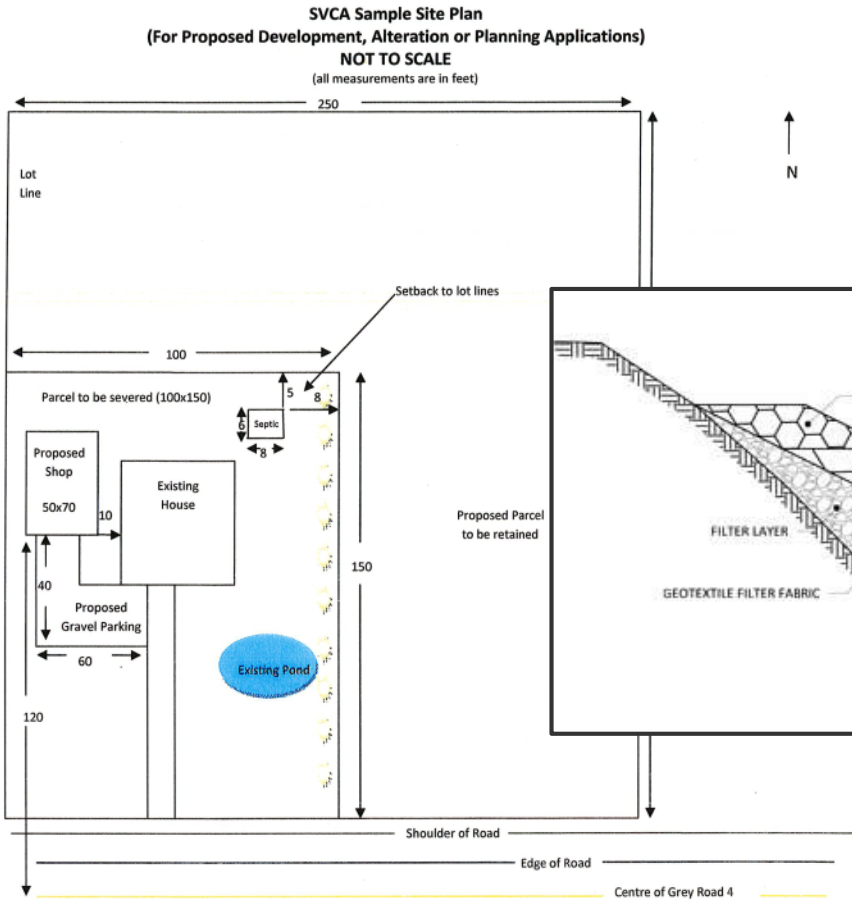 SVCA Sample Site Plan
(For Proposed Development, Alteration or Planning Applications)
NOT TO SCALE
(all measurements are in feet)
250
Lot
Line
N
Setback to lot lines
100
Parcel to be severed (100x150)
5
8
6
Septic
8
Proposed
Shop
50x70
10
Existing
House
Proposed Parcel
to be retained
150
FILTER LAYER
GEOTEXTILE FILTER FABRIC
40
Proposed
Gravel Parking
60
Existing Pond
120
Shoulder of Road
Edge of Road
Centre of Grey Road 4